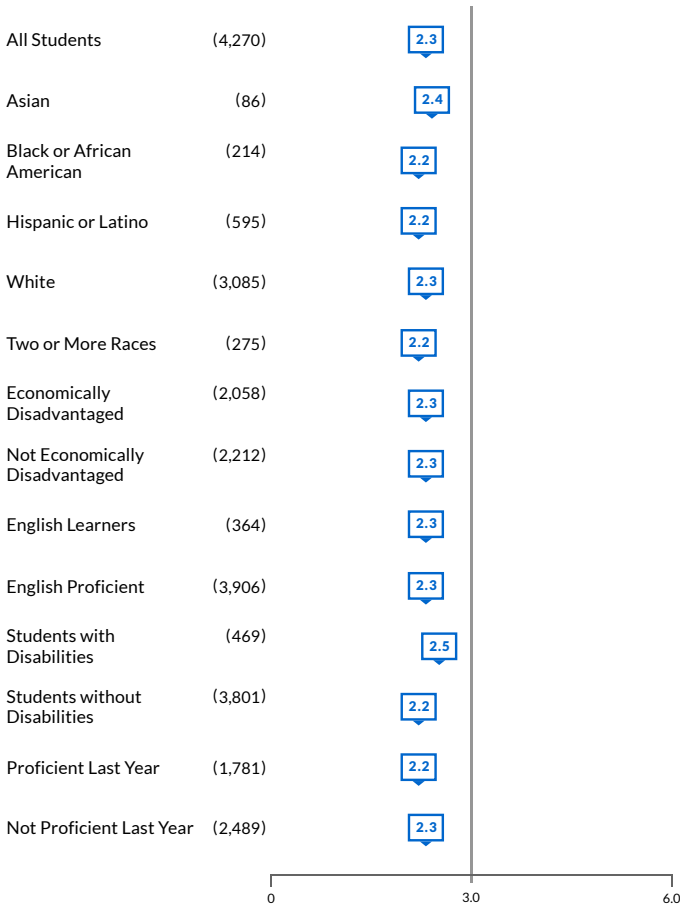 All Students (4,270) 2.3
Asian (86) 2.4
Black or African (214) 2.2
American
Hispanic or Latino (595) 2.2
White (3,085) 2.3
Two or More Races (275) 2.2
Economically (2,058) 2.3
Disadvantaged
Not Economically (2,212) 2.3
Disadvantaged
English Learners (364) 2.3
English Proficient (3,906) 2.3
Students with (469) 2.5
Disabilities
Students without (3,801) 2.2
Disabilities
Proficient Last Year (1,781) 2.2
Not Proficient Last Year (2,489) 2.3
0 3.0 6.0